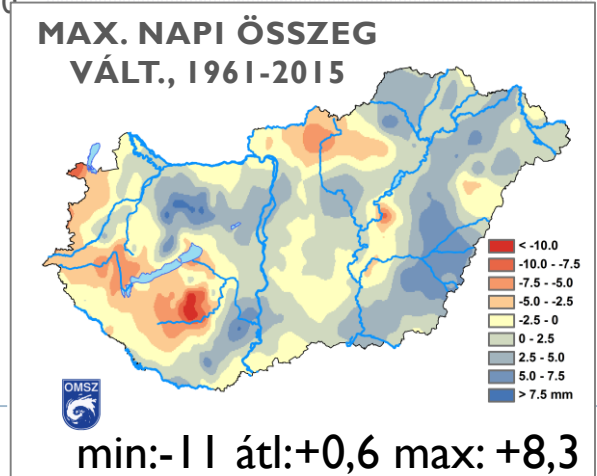 MAX. NAPI ÖSSZEG
VÁLT., 1961-2015
< -10.0
-10.0 - -7.5
-7.5 - -5.0
-5.0 - -2.5
-2.5 - 0
0 - 2.5
2.5 - 5.0
5.0 - 7.5
> 7.5 mm
OMSZ
min:-11 átl:+0,6 max: +8,3